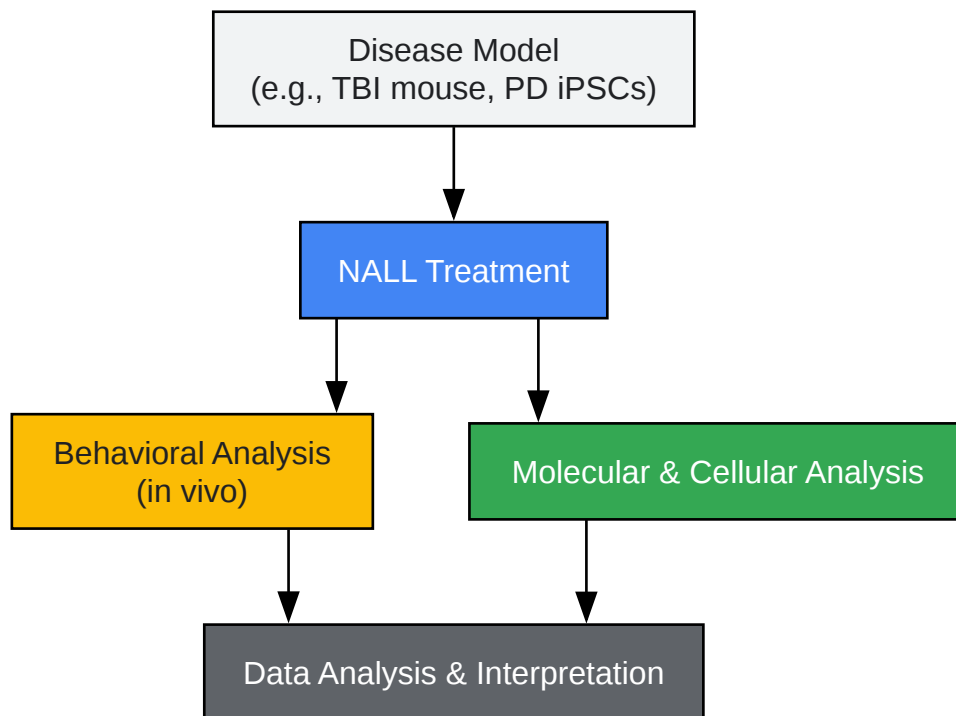 Disease Model
(e.g., TBI mouse, PD iPSCs)
NALL Treatment
Behavioral Analysis
(in vivo)
Molecular & Cellular Analysis
Data Analysis & Interpretation